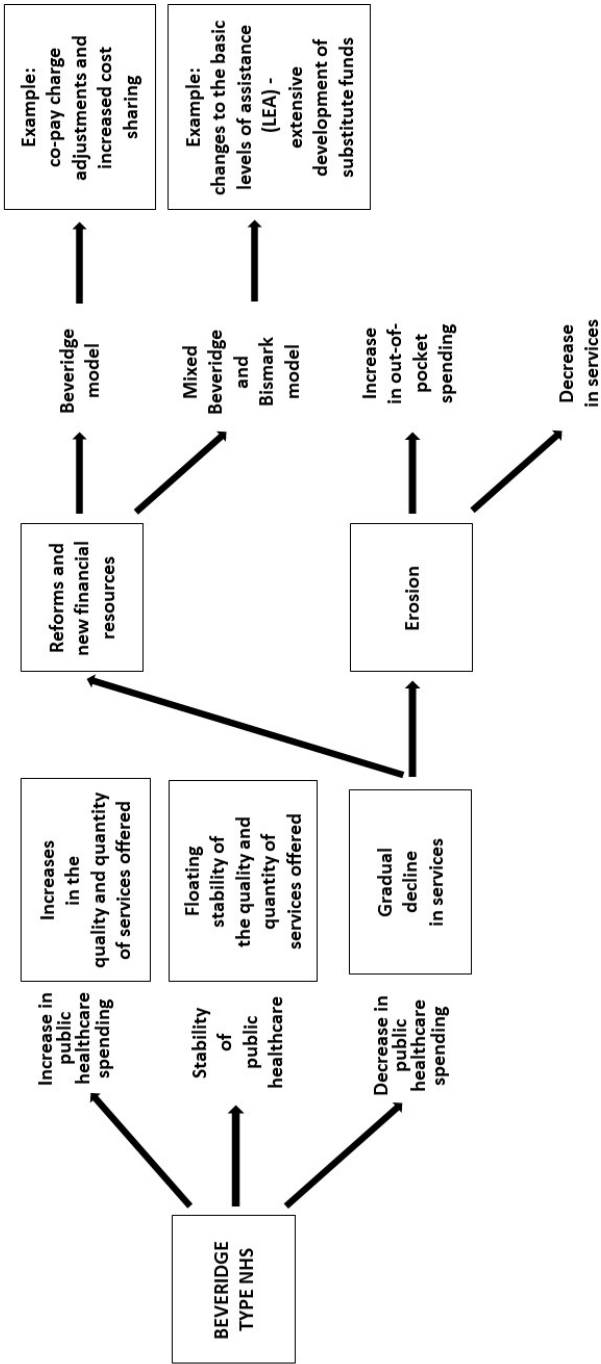 BEVERIDGE
TYPE NHS
Increase in
public
healthcare
spending
Stability
of
public
healthcare
Decrease in
public
healthcare
spending
Increases
in the
quality and quantity
of services offered
Floating
stability of
the quality and
quantity of
services offered
Gradual
decline
in services
Reforms and
new financial
resources
Erosion
Beveridge
model
Mixed
Beveridge
and
Bismark
model
Increase
in out-of-
pocket
spending
Decrease
in services
Example:
co-pay charge
adjustments and
increased cost
sharing
Example:
changes to the basic
levels of assistance
(LEA) -
extensive
development of
substitute funds